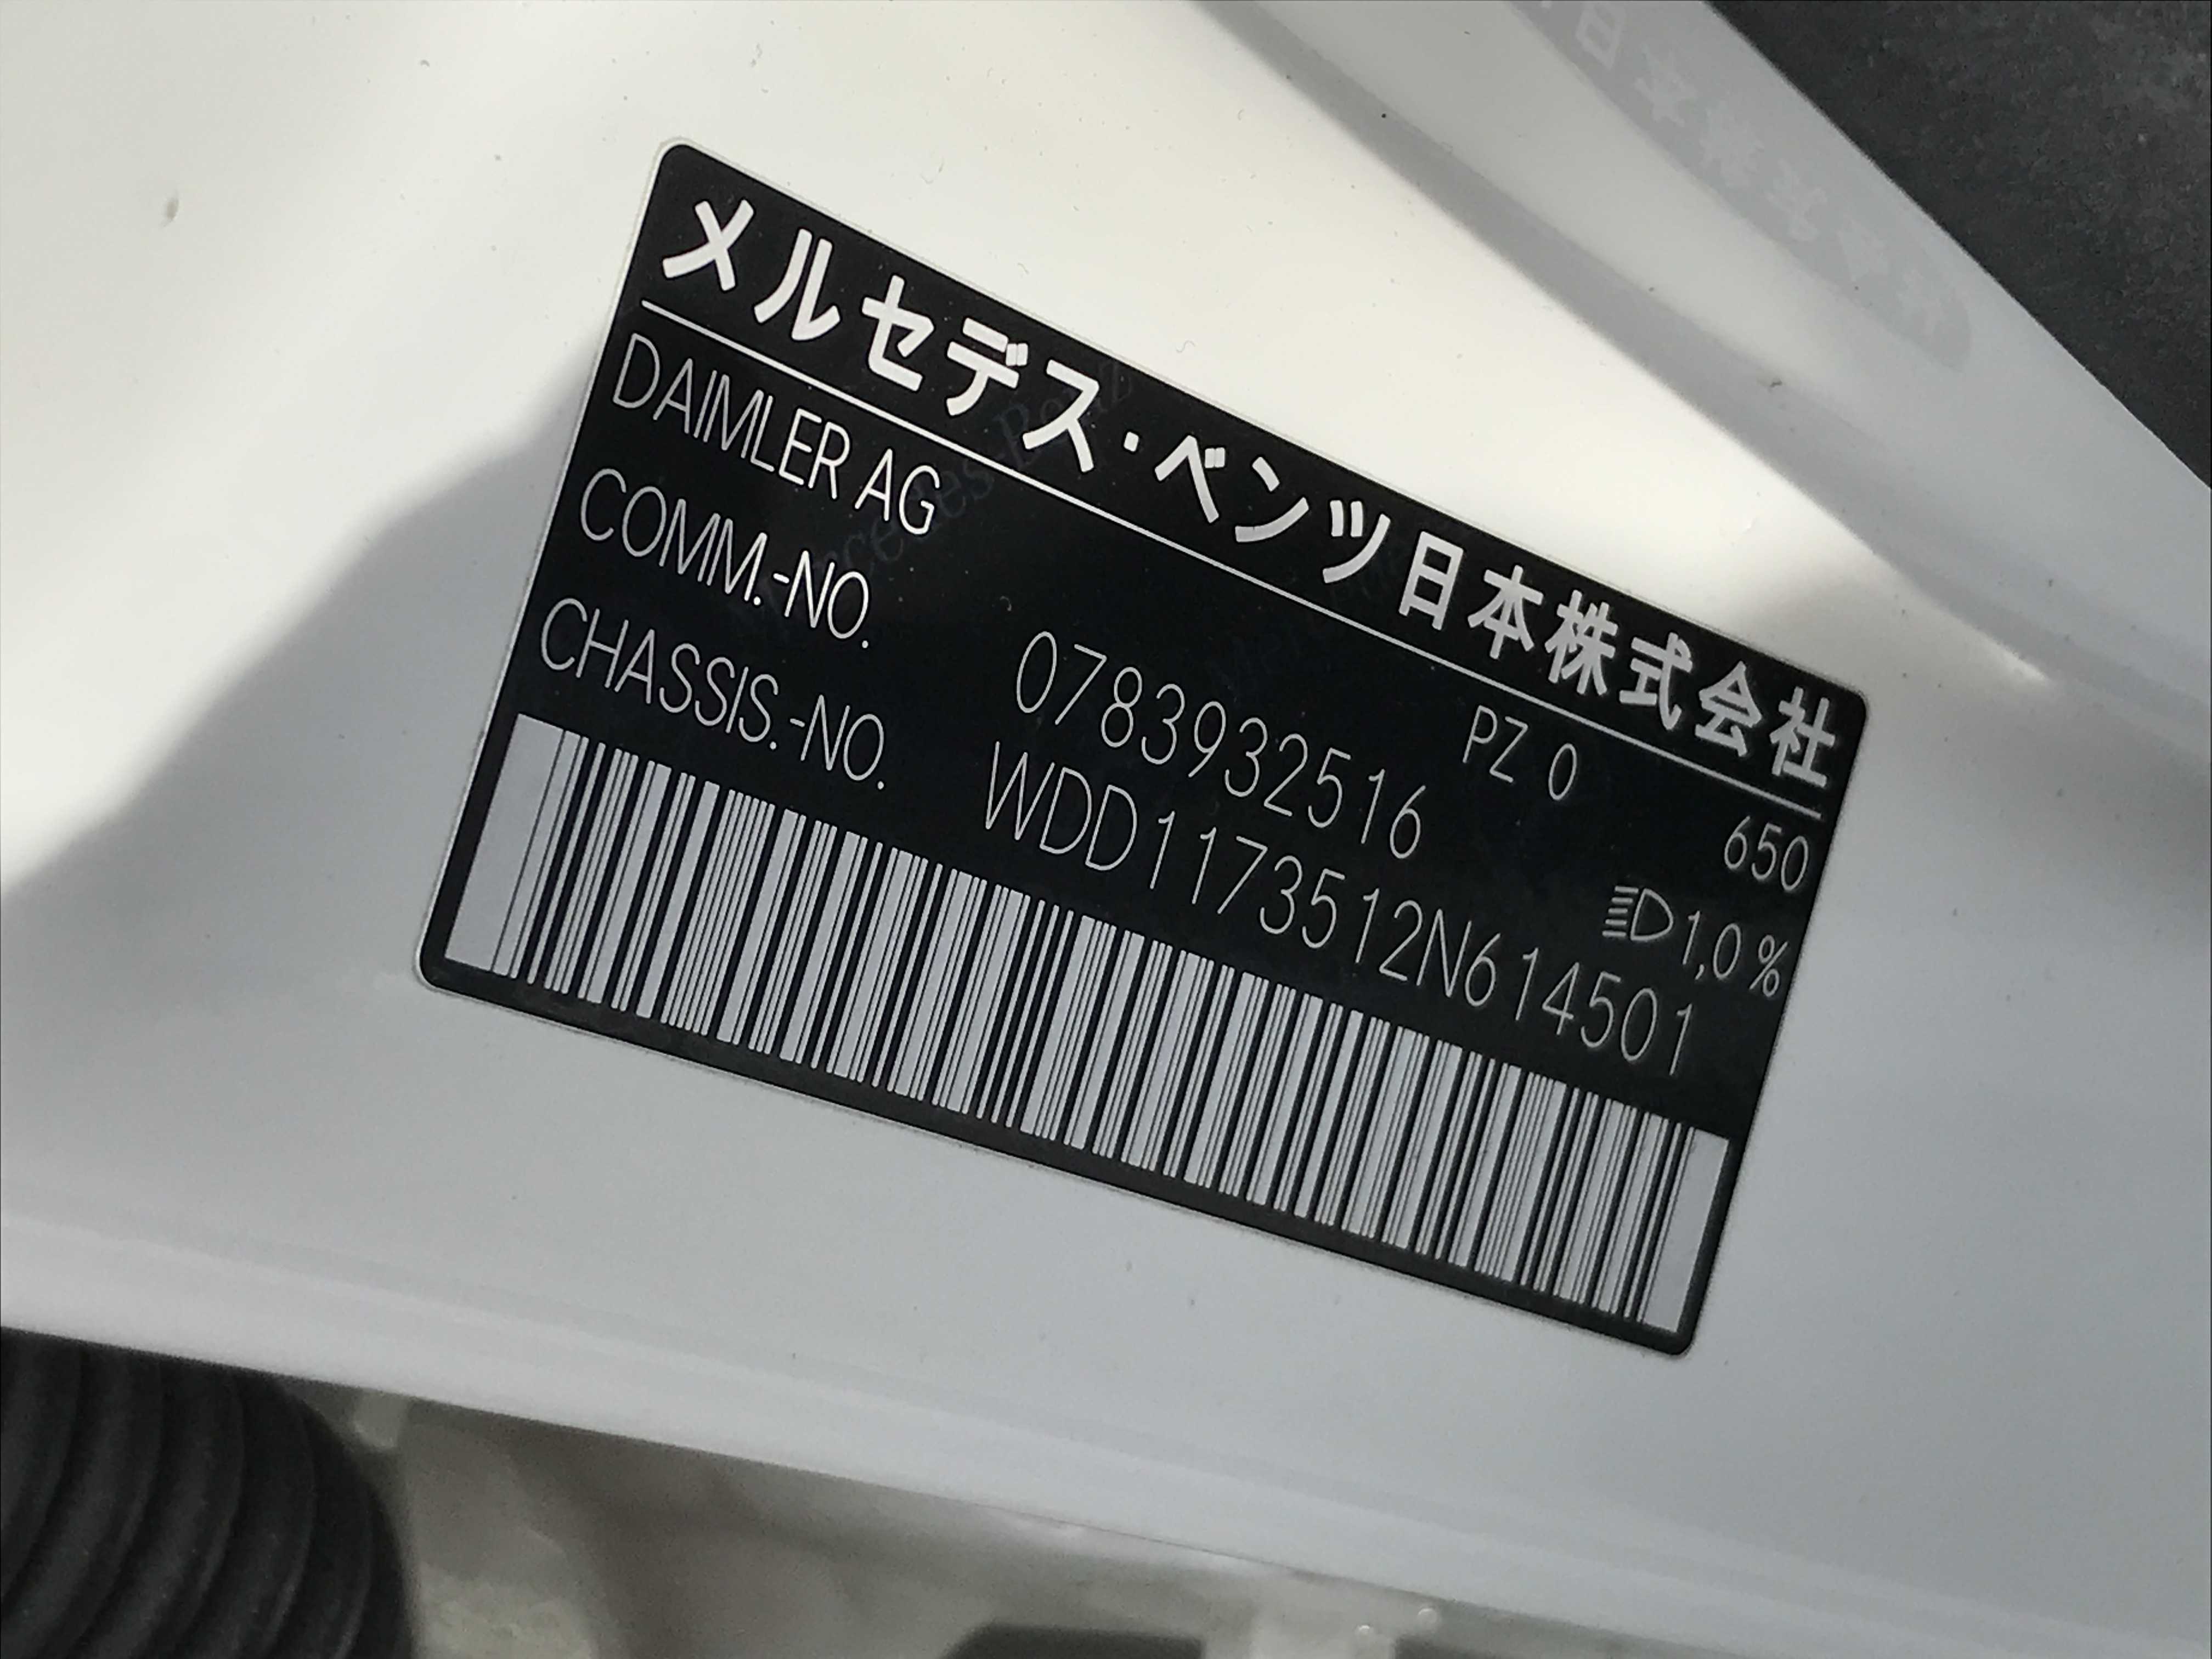 メルセデス・ベンツ日本株式会社
DAIMLER AG PZ 0 650
COMM.-NO. 0783932516 1,0 %
CHASSIS.-NO. WDD1173512N614501